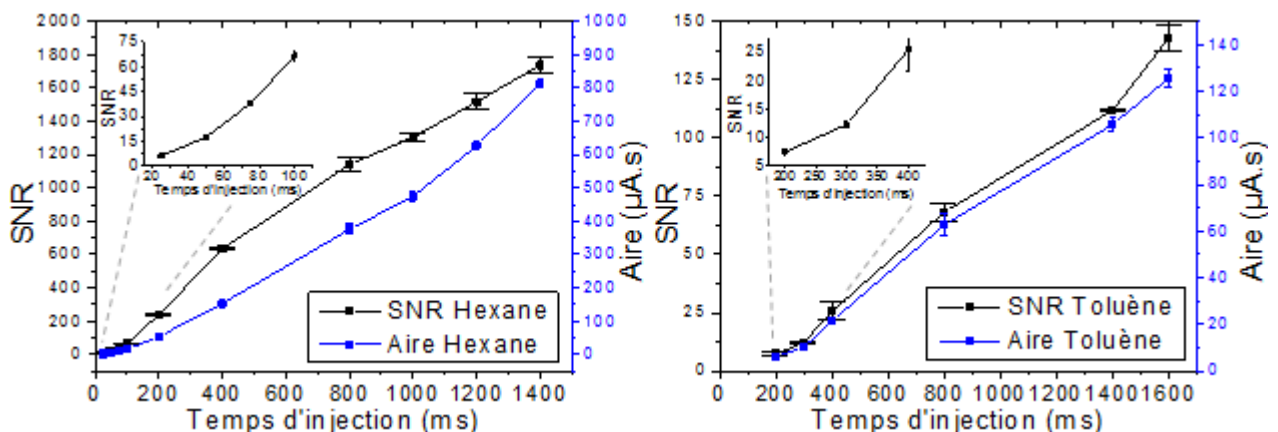 2000
1800
1600
1400
1200
1000
800
600
400
200
0
SNR
75
60
45
30
15
0
SNR
20 40 60 80 100
Temps d'injection (ms)
1000
900
800
700
600
500
400
300
200
100
0
Aire (µA.s)
SNR Hexane
Aire Hexane
0 200 400 600 800 1000 1200 1400
Temps d'injection (ms)
150
125
100
75
50
25
0
SNR
25
20
15
10
5
SNR
200 250 300 350 400
Temps d'injection (ms)
140
120
100
80
60
40
20
0
Aire (µA.s)
SNR Toluène
Aire Toluène
0 200 400 600 800 1000 1200 1400 1600
Temps d'injection (ms)